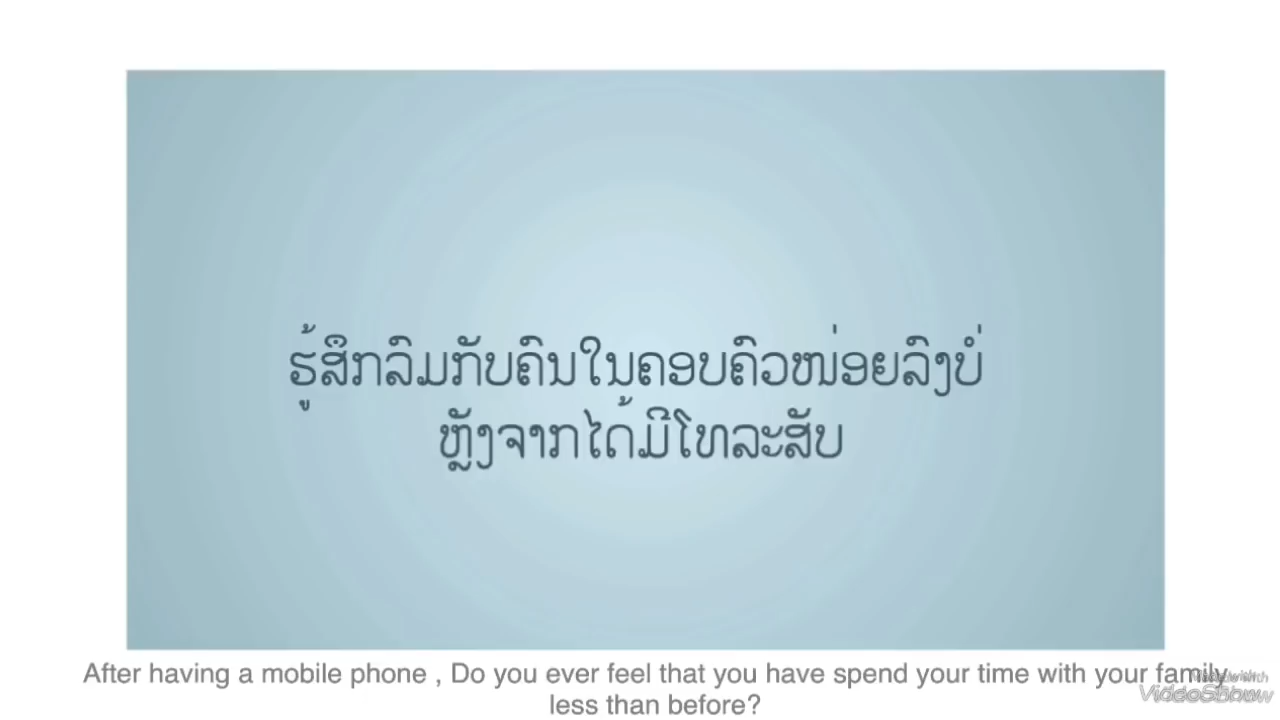 ຮູ້ສຶກລົມກັບຄົນໃນຄອບຄົວໜ່ອຍລົງບໍ່
ຫຼັງຈາກໄດ້ມີໂທລະສັບ
After having a mobile phone , Do you ever feel that you have spend your time with your family
less than before?
Made with
VideoShow